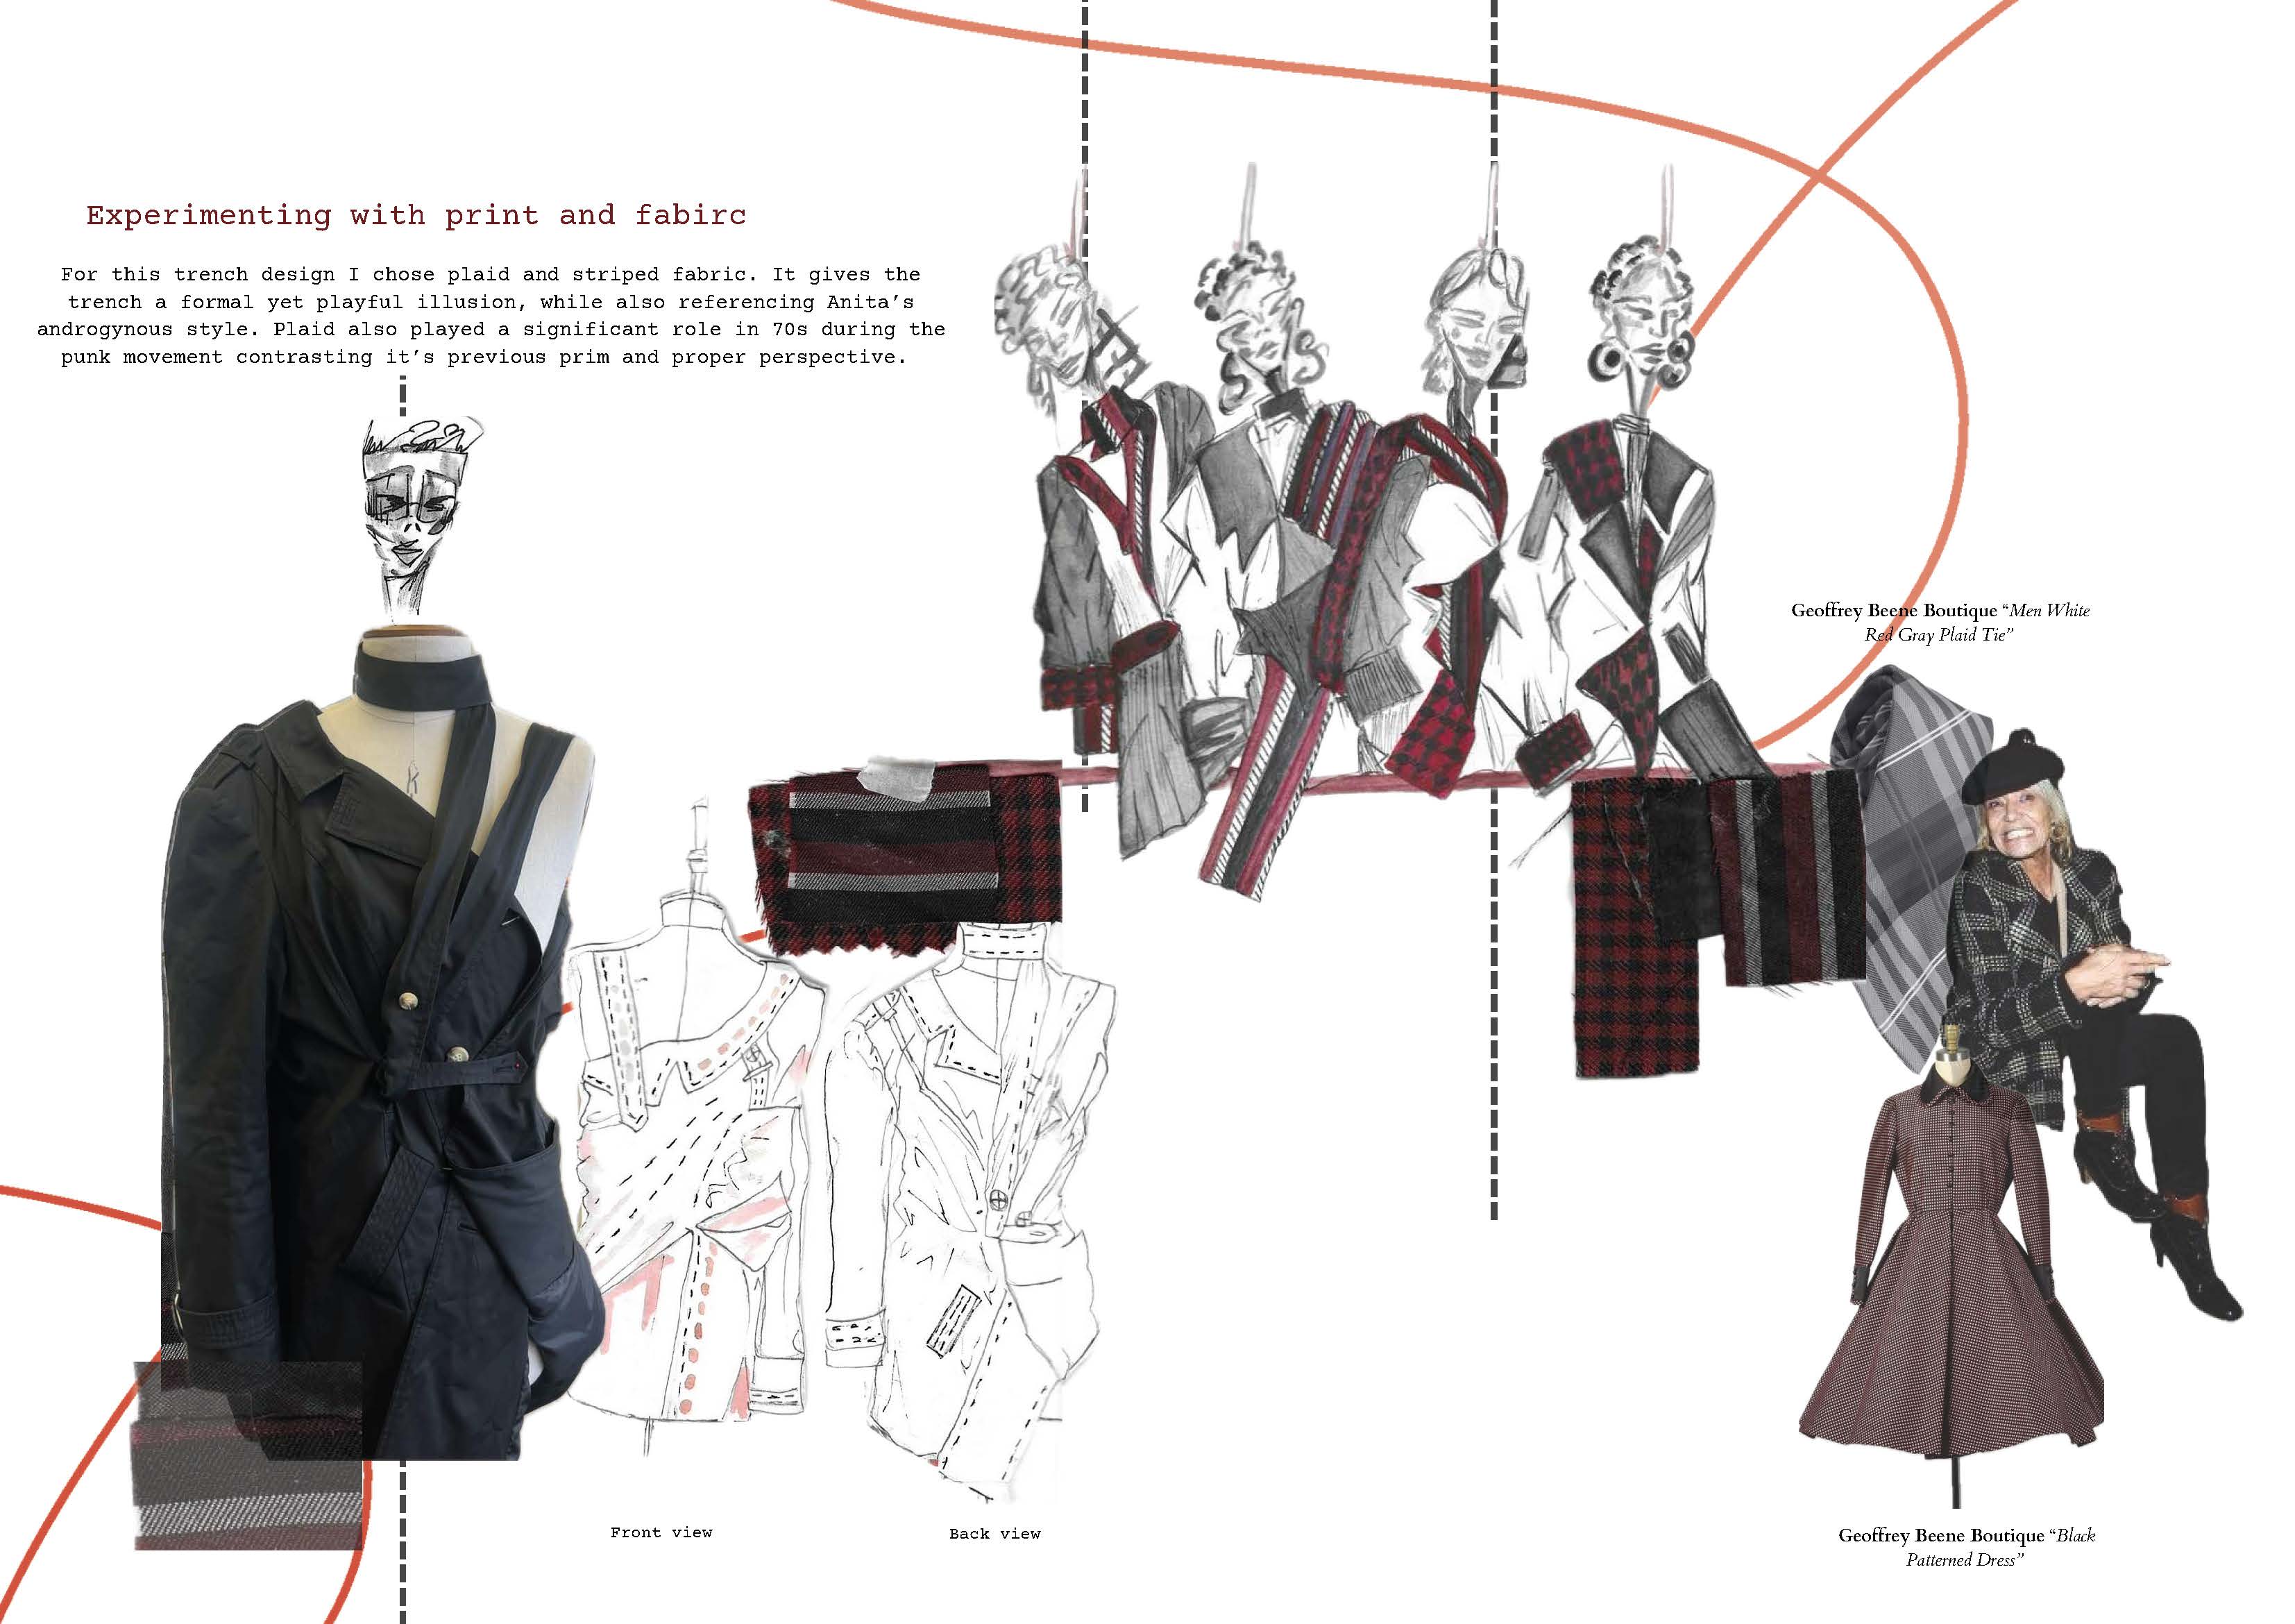 Experimenting with print and fabirc
For this trench design I chose plaid and striped fabric. It gives the
trench a formal yet playful illusion, while also referencing Anita’s
androgynous style. Plaid also played a significant role in 70s during the
punk movement contrasting it’s previous prim and proper perspective.
Geoffrey Beene Boutique “Men White
Red Gray Plaid Tie”
Front view
Back view
Geoffrey Beene Boutique “Black
Patterned Dress”